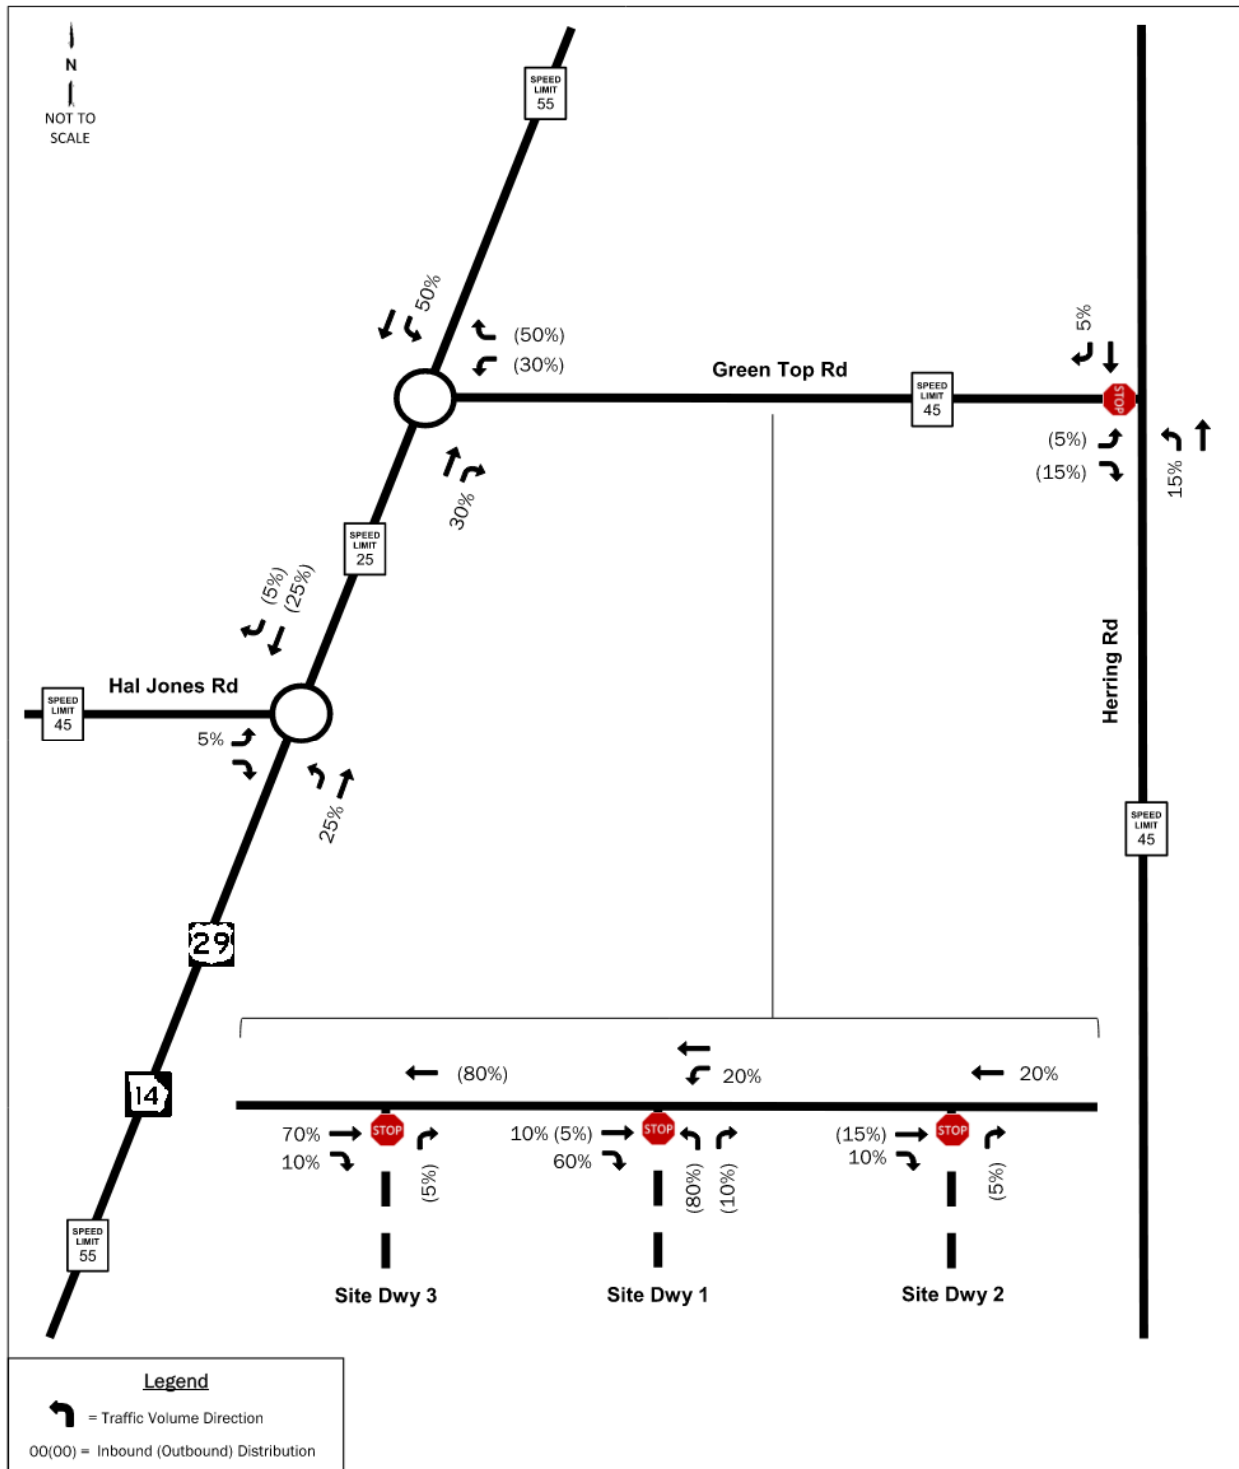 N
NOT TO
SCALE
SPEED
LIMIT
55
50%
(50%)
(30%)
Green Top Rd
SPEED
LIMIT
45
5%
STOP
(5%)
(15%)
15%
30%
SPEED
LIMIT
25
(5%)
(25%)
Hal Jones Rd
SPEED
LIMIT
45
5%
25%
Herring Rd
SPEED
LIMIT
45
29
14
SPEED
LIMIT
55
(80%)
20%
20%
70%
10%
STOP
(5%)
10% (5%)
60%
STOP
(80%)
(10%)
(15%)
10%
STOP
(5%)
Site Dwy 3
Site Dwy 1
Site Dwy 2
Legend
= Traffic Volume Direction
00(00) = Inbound (Outbound) Distribution